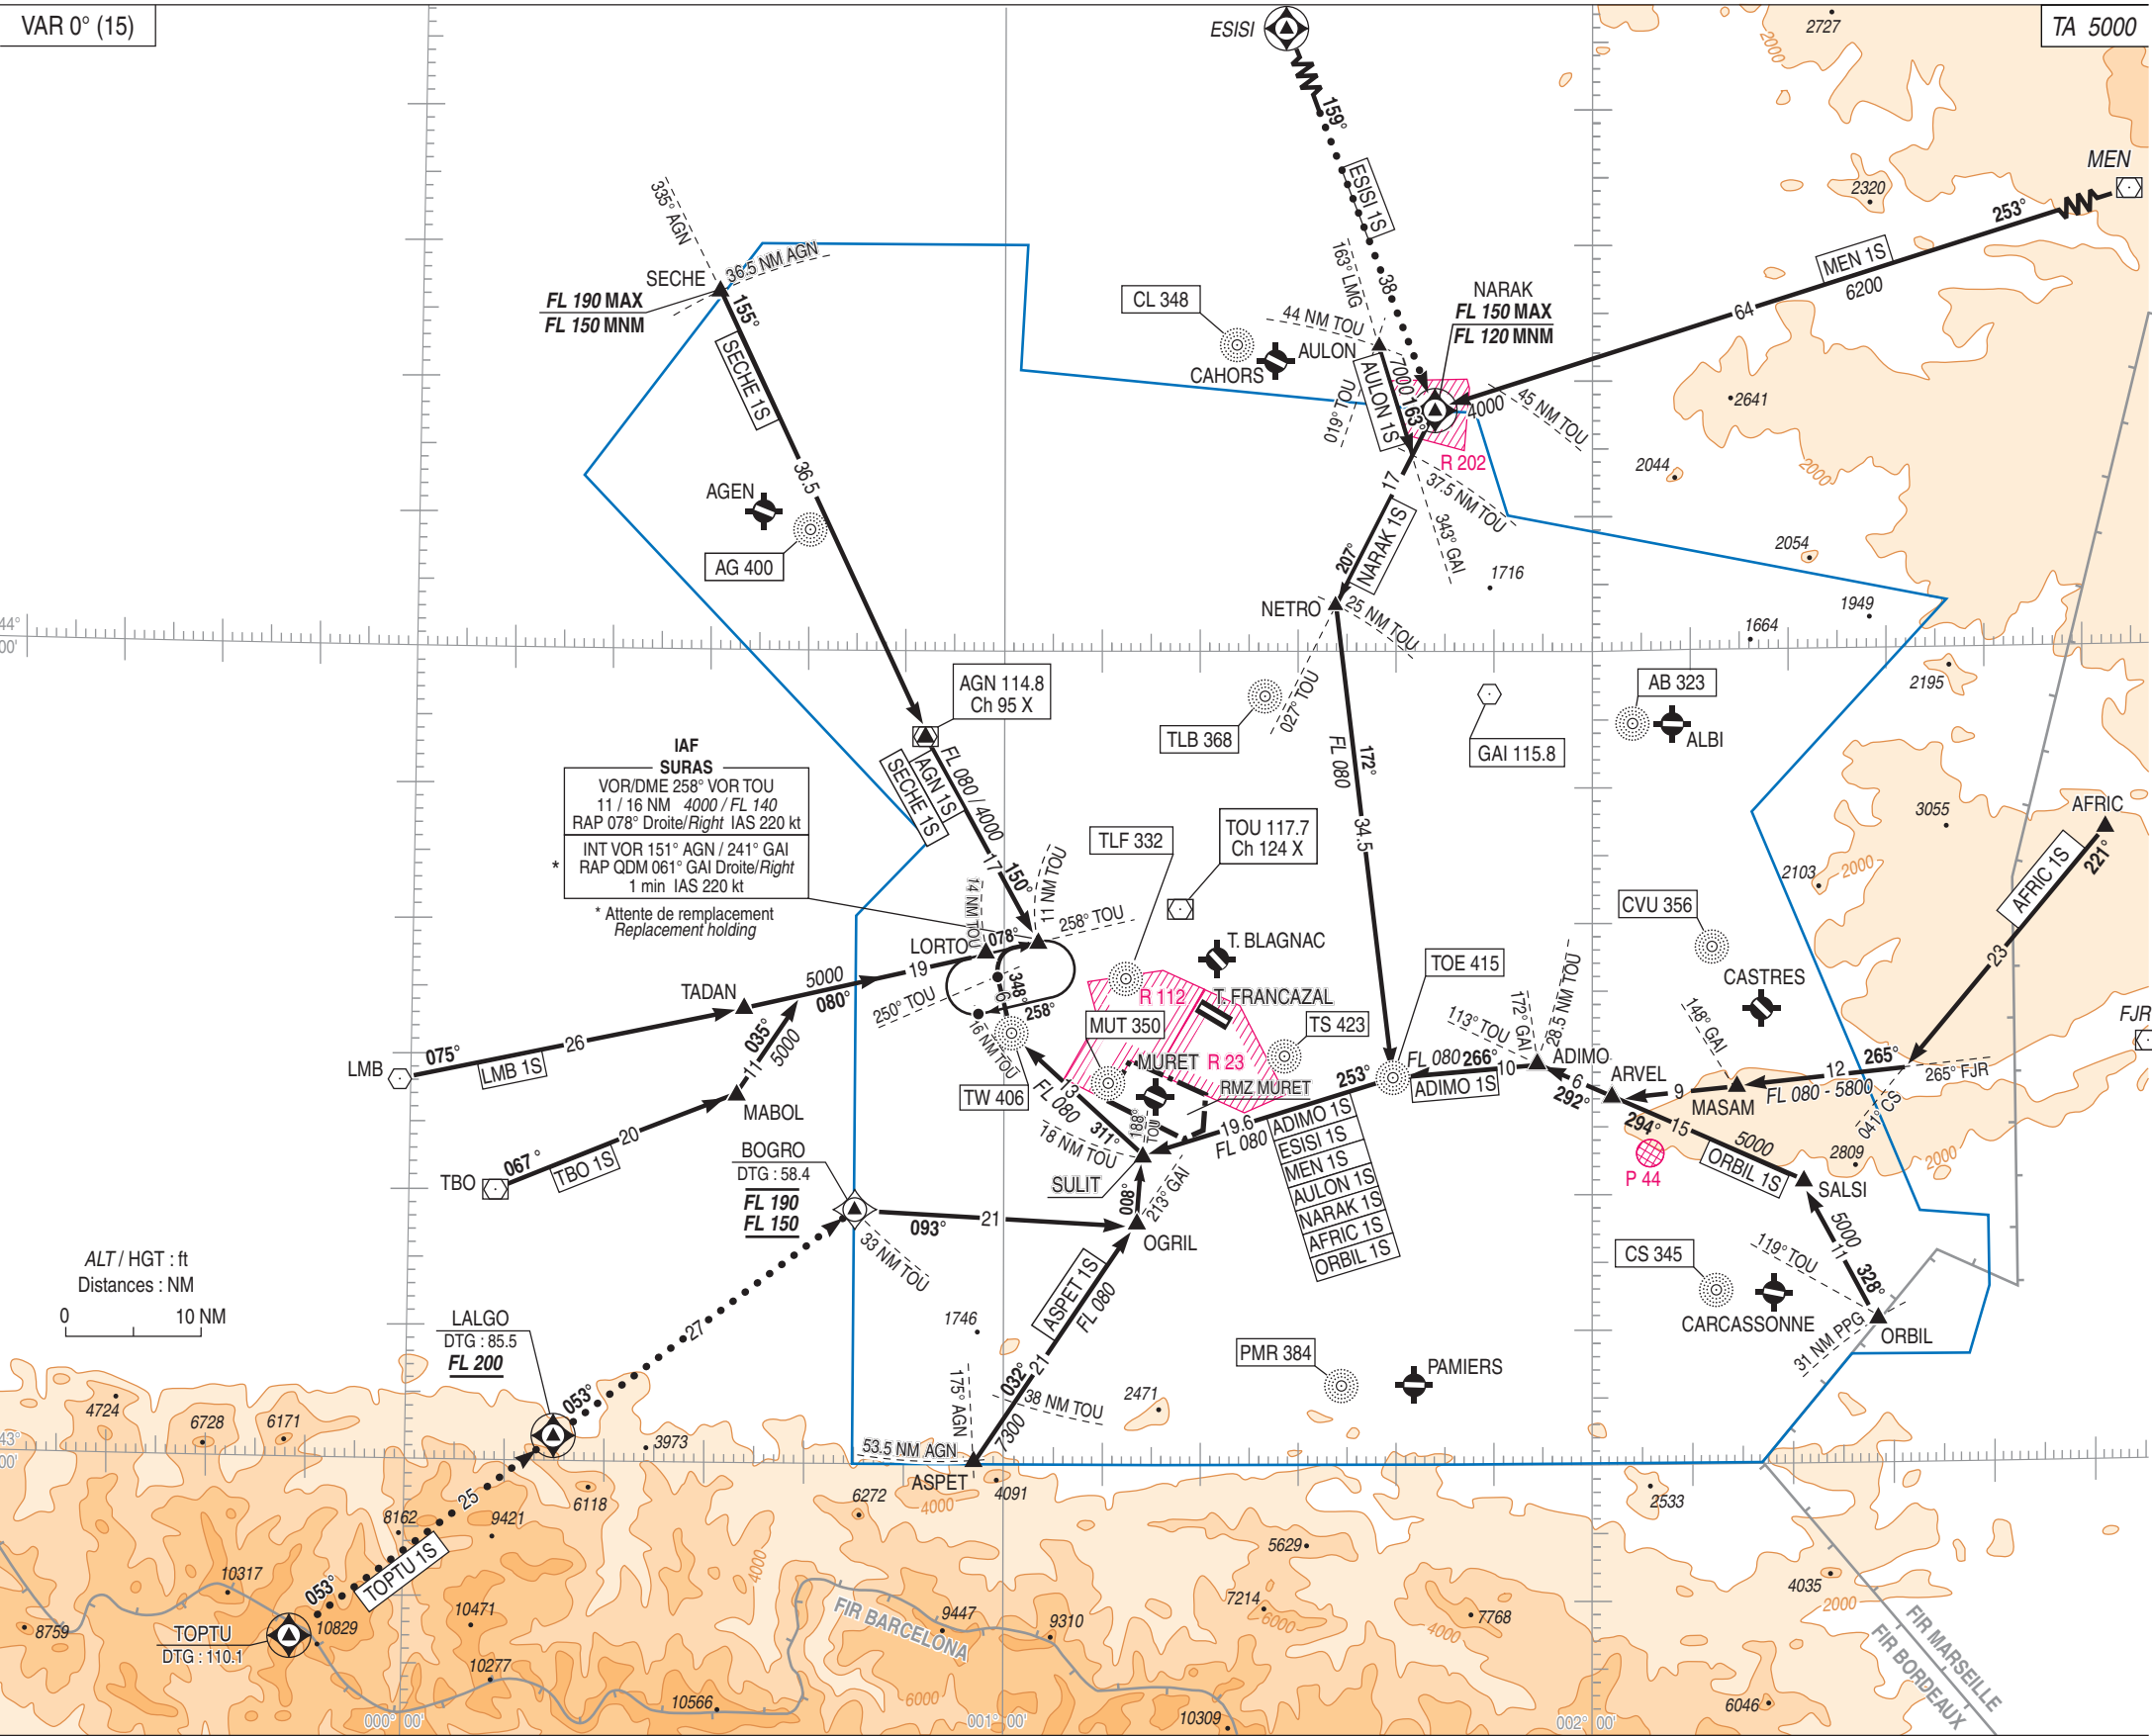 VAR 0° (15)
TA 5000
ESISI
2727
2000
159°
ESISI 1S
38
MEN
2320
253°
MEN 1S
6200
64
335° AGN
SECHE
36.5 NM AGN
FL 190 MAX
FL 150 MNM
155°
SECHE 1S
36.5
163° LMG
CL 348
44 NM TOU
AULON
CAHORS
NARAK
FL 150 MAX
FL 120 MNM
7000
163°
AULON 1S
019° TOU
4000
45 NM TOU
2641
R 202
2044
2000
17
37.5 NM TOU
343° GAI
AGEN
AG 400
207°
NARAK 1S
2054
1716
NETRO
25 NM TOU
1949
1664
44°
00'
027° TOU
AGN 114.8
Ch 95 X
TLB 368
FL 080
172°
34.5
GAI 115.8
AB 323
ALBI
2195
IAF
SURAS
VOR/DME 258° VOR TOU
11 / 16 NM 4000 / FL 140
RAP 078° Droite/Right IAS 220 kt
INT VOR 151° AGN / 241° GAI
* RAP QDM 061° GAI Droite/Right
1 min IAS 220 kt
* Attente de remplacement
Replacement holding
FL 080 / 4000
AGN 1S
SECHE 1S
17
150°
11 NM TOU
14 NM TOU
258° TOU
TLF 332
TOU 117.7
Ch 124 X
AFRIC
3055
221°
AFRIC 1S
2103
2000
23
CVU 356
CASTRES
LORTO
078°
T. BLAGNAC
TOE 415
TADAN
5000
19
080°
250° TOU
6
348°
258°
16 NM TOU
R 112
T. FRANCAZAL
MUT 350
TS 423
MURET
R 23
RMZ MURET
113° TOU
172° GAI
28.5 NM TOU
148° GAI
FJR
LMB
075°
26
LMB 1S
035°
5000
11
MABOL
TBO
067°
20
TBO 1S
TW 406
13
FL 080
311°
188°
TOU
18 NM TOU
SULIT
253°
19.6
FL 080
FL 080 266°
10
ADIMO 1S
ADIMO
6
292°
ARVEL
9
MASAM
12
265°
265° FJR
FL 080 - 5800
041° CS
ADIMO 1S
ESISI 1S
MEN 1S
AULON 1S
NARAK 1S
AFRIC 1S
ORBIL 1S
294°
15
5000
ORBIL 1S
P 44
2809
2000
SALSI
BOGRO
DTG : 58.4
FL 190
FL 150
093°
21
33 NM TOU
008°
213° GAI
OGRIL
5000
11
328°
119° TOU
CS 345
CARCASSONNE
31 NM PPG
ORBIL
ALT / HGT : ft
Distances : NM
0 10 NM
LALGO
DTG : 85.5
FL 200
27
053°
ASPET 1S
FL 080
1746
21
032°
175° AGN
38 NM TOU
7300
2471
PMR 384
PAMIERS
4724
6728
6171
43°
00'
3973
53.5 NM AGN
ASPET
4091
6272
4000
6118
25
8162
9421
2533
TOPTU 1S
053°
10317
4000
5629
4035
2000
8759
TOPTU
DTG : 110.1
10829
10471
10277
FIR BARCELONA
9447
9310
7214
6000
7768
4000
FIR MARSEILLE
FIR BORDEAUX
10566
6000
10309
6046
000° 00'
001° 00'
002° 00'